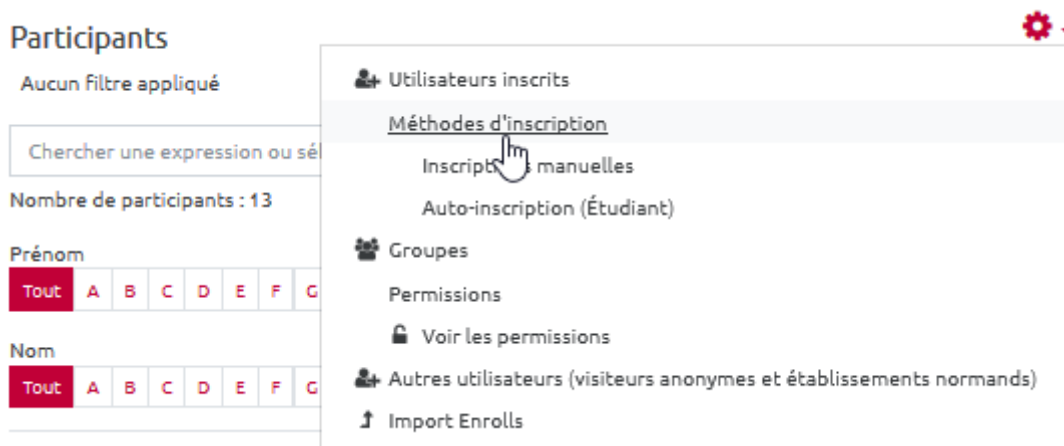 Participants
Aucun filtre appliqué
Chercher une expression ou sél
Nombre de participants : 13
Prénom
Tout A B C D E F G
Nom
Tout A B C D E F G
Utilisateurs inscrits
Méthodes d'inscription
manuelles
Auto-inscription (Étudiant)
Groupes
Permissions
Voir les permissions
Autres utilisateurs (visiteurs anonymes et établissements normands)
Import Enrolls